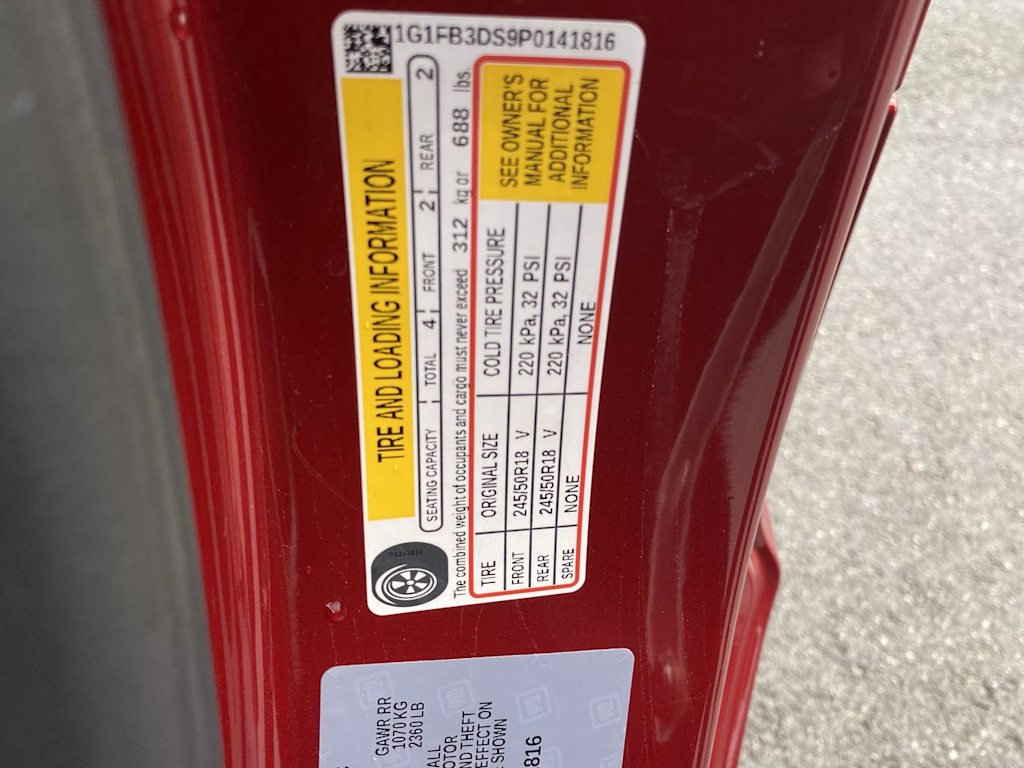 1G1FB3DS9P0141816
TIRE AND LOADING INFORMATION
SEATING CAPACITY TOTAL 4 FRONT 2 REAR 2
The combined weight of occupants and cargo must never exceed 312 kg or 688 lbs.
TIRE ORIGINAL SIZE COLD TIRE PRESSURE
FRONT 245/50R18 V 220 kPa, 32 PSI
REAR 245/50R18 V 220 kPa, 32 PSI
SPARE NONE NONE
SEE OWNER'S
MANUAL FOR
ADDITIONAL
INFORMATION
P0141816
GAWR RR
1070 KG
2360 LB
ALL
OTOR
ND THEFT
EFFECT ON
SHOWN
816